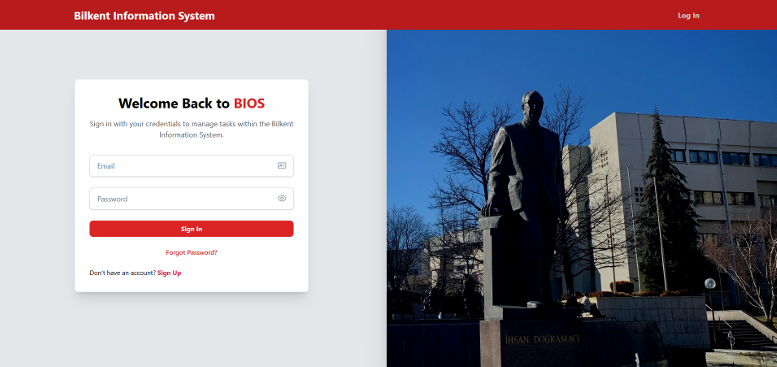 Bilkent Information System
Log In
Welcome Back to BIOS
Sign in with your credentials to manage tasks within the Bilkent
Information System.
Email
Password
Sign In
Forgot Password?
Don't have an account? Sign Up
İHSAN DOĞRAMACI